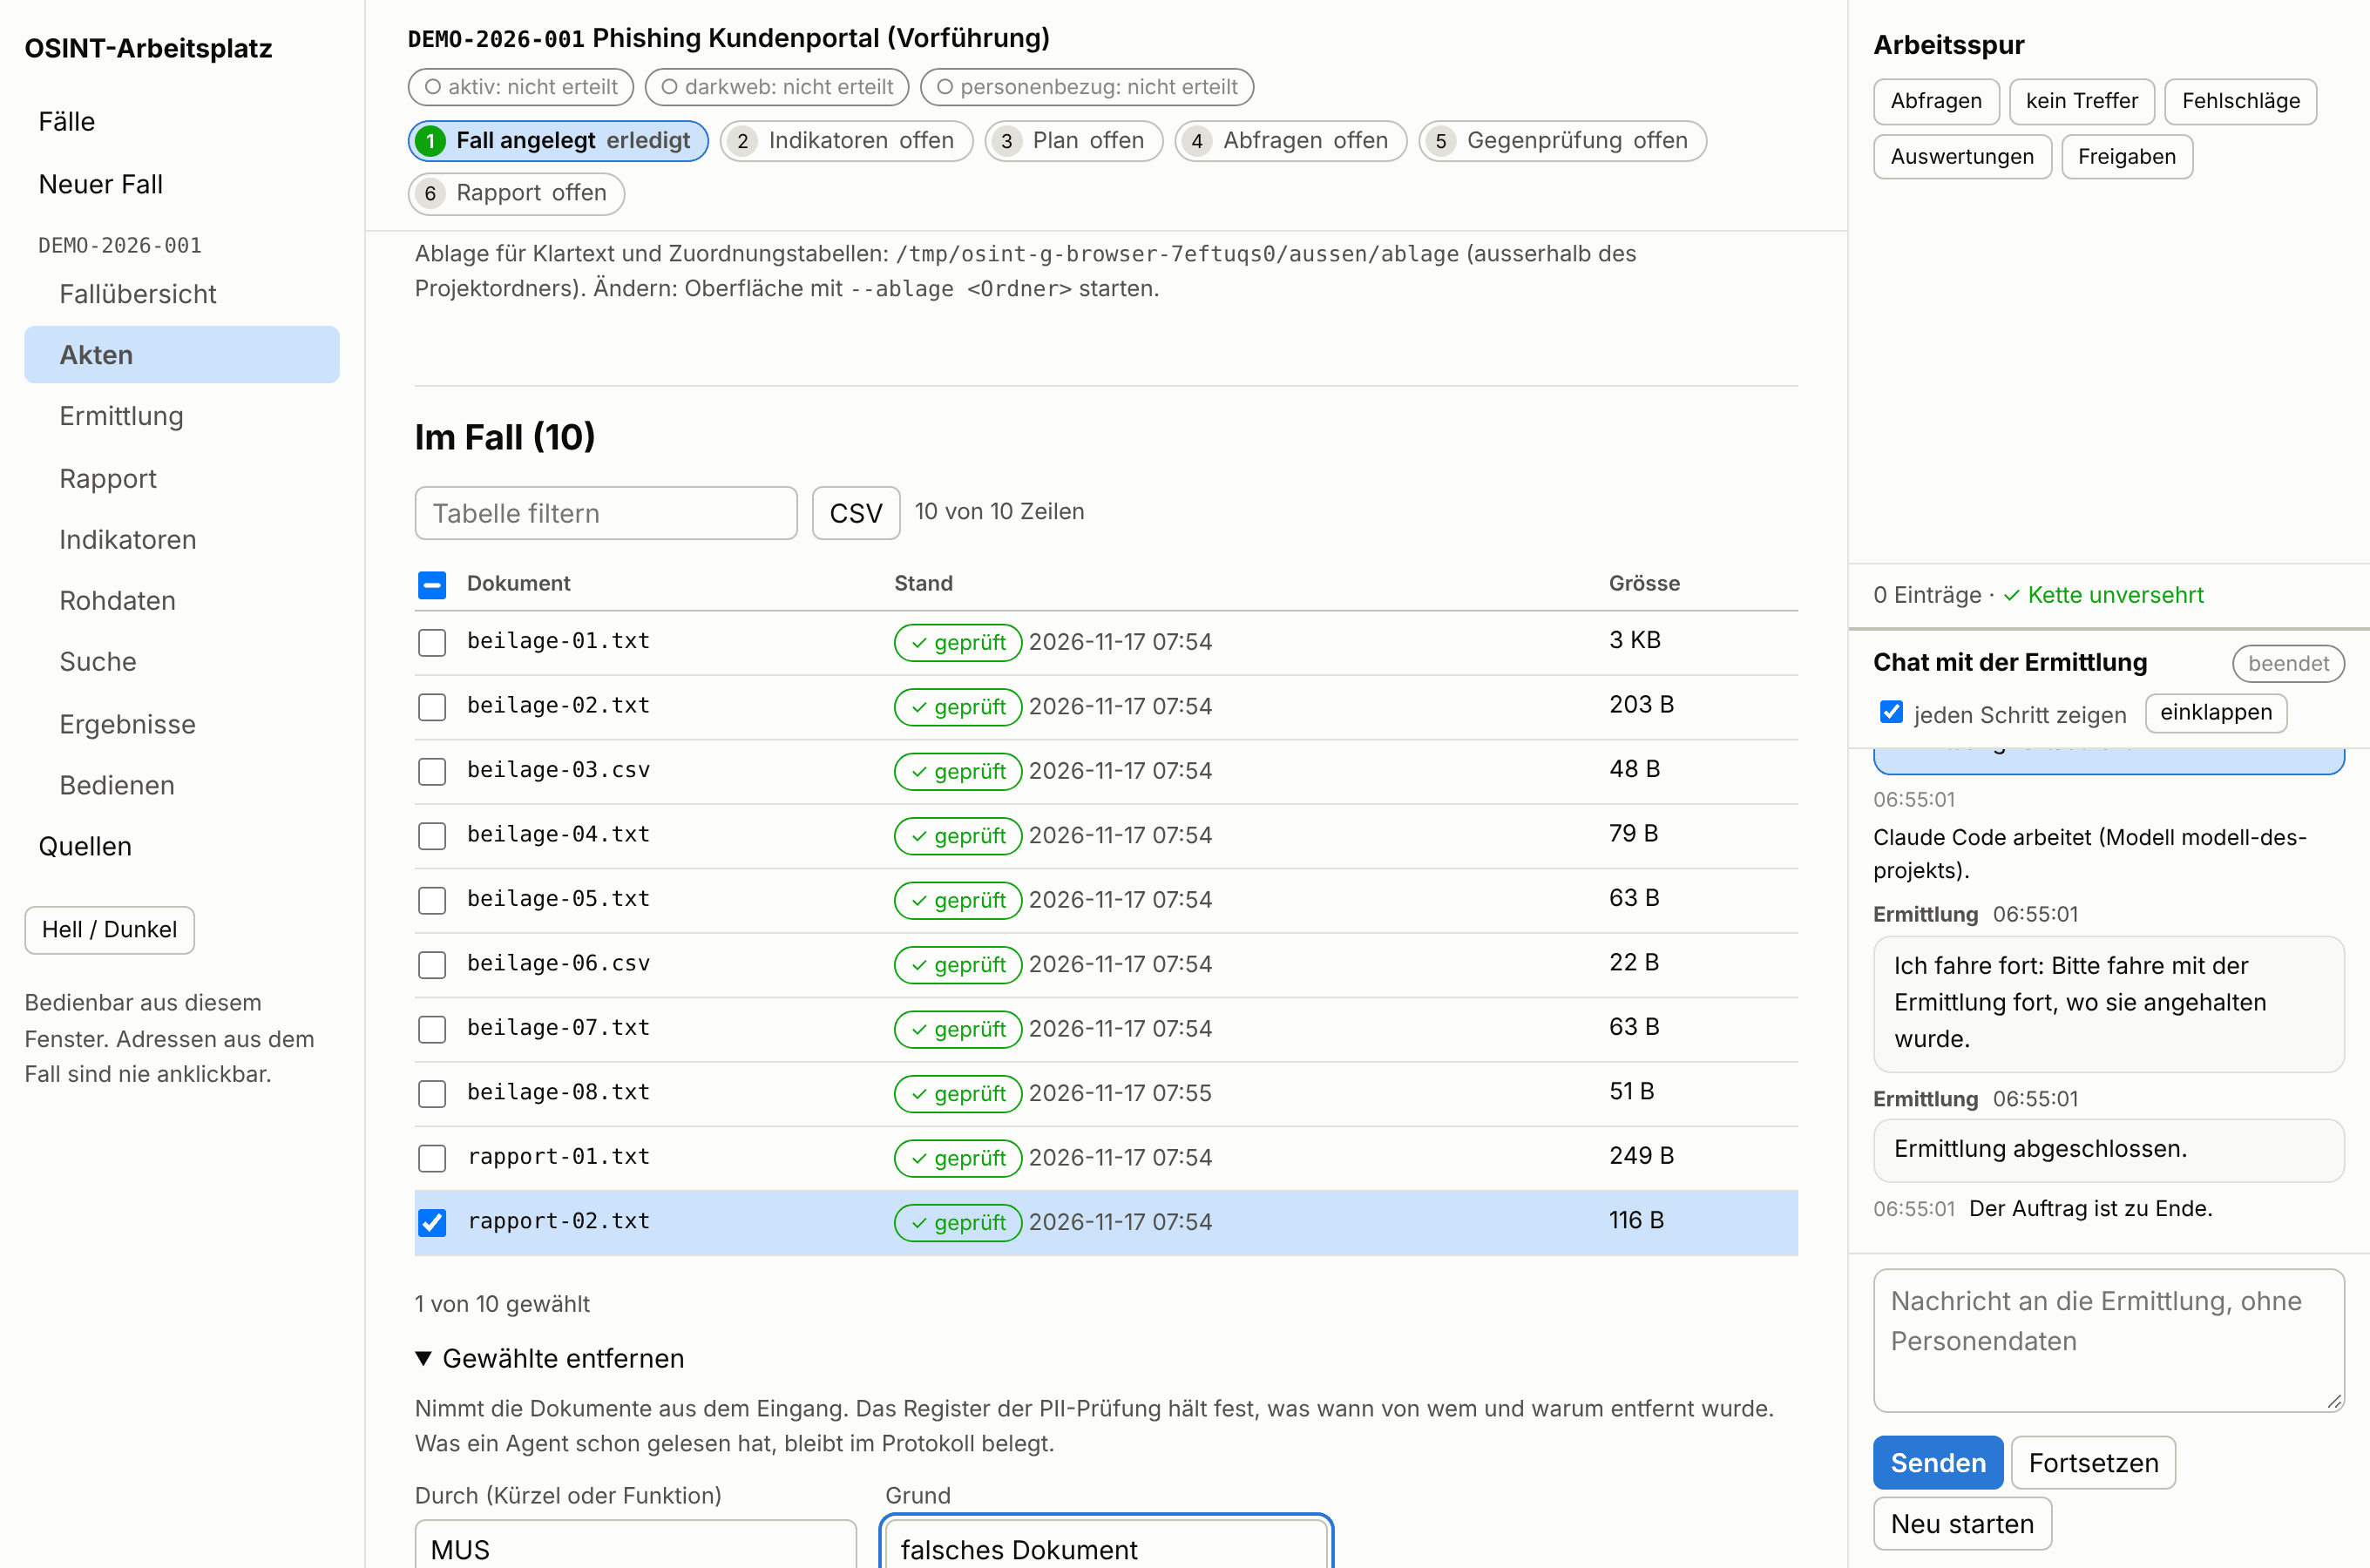 OSINT-Arbeitsplatz
Fälle
Neuer Fall
DEMO-2026-001
Fallübersicht
Akten
Ermittlung
Rapport
Indikatoren
Rohdaten
Suche
Ergebnisse
Bedienen
Quellen
Hell / Dunkel
Bedienbar aus diesem
Fenster. Adressen aus dem
Fall sind nie anklickbar.
DEMO-2026-001 Phishing Kundenportal (Vorführung)
aktiv: nicht erteilt darkweb: nicht erteilt personenbezug: nicht erteilt
1 Fall angelegt erledigt 2 Indikatoren offen 3 Plan offen 4 Abfragen offen 5 Gegenprüfung offen
6 Rapport offen
Ablage für Klartext und Zuordnungstabellen: /tmp/osint-g-browser-7eftuqs0/aussen/ablage (ausserhalb des
Projektordners). Ändern: Oberfläche mit --ablage <Ordner> starten.
Im Fall (10)
Tabelle filtern CSV 10 von 10 Zeilen
Dokument Stand Grösse
beilage-01.txt ✓ geprüft 2026-11-17 07:54 3 KB
beilage-02.txt ✓ geprüft 2026-11-17 07:54 203 B
beilage-03.csv ✓ geprüft 2026-11-17 07:54 48 B
beilage-04.txt ✓ geprüft 2026-11-17 07:54 79 B
beilage-05.txt ✓ geprüft 2026-11-17 07:54 63 B
beilage-06.csv ✓ geprüft 2026-11-17 07:54 22 B
beilage-07.txt ✓ geprüft 2026-11-17 07:54 63 B
beilage-08.txt ✓ geprüft 2026-11-17 07:55 51 B
rapport-01.txt ✓ geprüft 2026-11-17 07:54 249 B
rapport-02.txt ✓ geprüft 2026-11-17 07:54 116 B
1 von 10 gewählt
▼ Gewählte entfernen
Nimmt die Dokumente aus dem Eingang. Das Register der PII-Prüfung hält fest, was wann von wem und warum entfernt wurde.
Was ein Agent schon gelesen hat, bleibt im Protokoll belegt.
Durch (Kürzel oder Funktion) Grund
MUS falsches Dokument
Arbeitsspur
Abfragen kein Treffer Fehlschläge
Auswertungen Freigaben
0 Einträge · ✓ Kette unversehrt
Chat mit der Ermittlung beendet
jeden Schritt zeigen einklappen
06:55:01
Claude Code arbeitet (Modell modell-des-
projekts).
Ermittlung 06:55:01
Ich fahre fort: Bitte fahre mit der
Ermittlung fort, wo sie angehalten
wurde.
Ermittlung 06:55:01
Ermittlung abgeschlossen.
06:55:01 Der Auftrag ist zu Ende.
Nachricht an die Ermittlung, ohne
Personendaten
Senden Fortsetzen
Neu starten